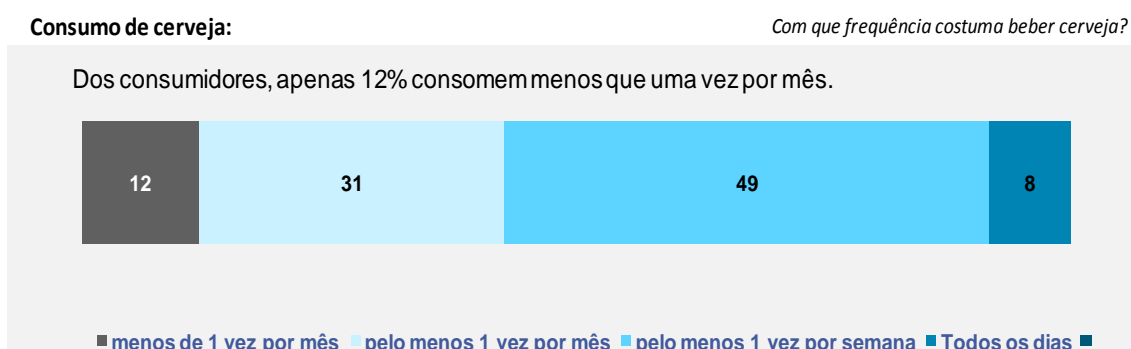 Consumo de cerveja:
Com que frequência costuma beber cerveja?
Dos consumidores, apenas 12% consomem menos que uma vez por mês.
12 31 49 8
menos de 1 vez por mês pelo menos 1 vez por mês pelo menos 1 vez por semana Todos os dias